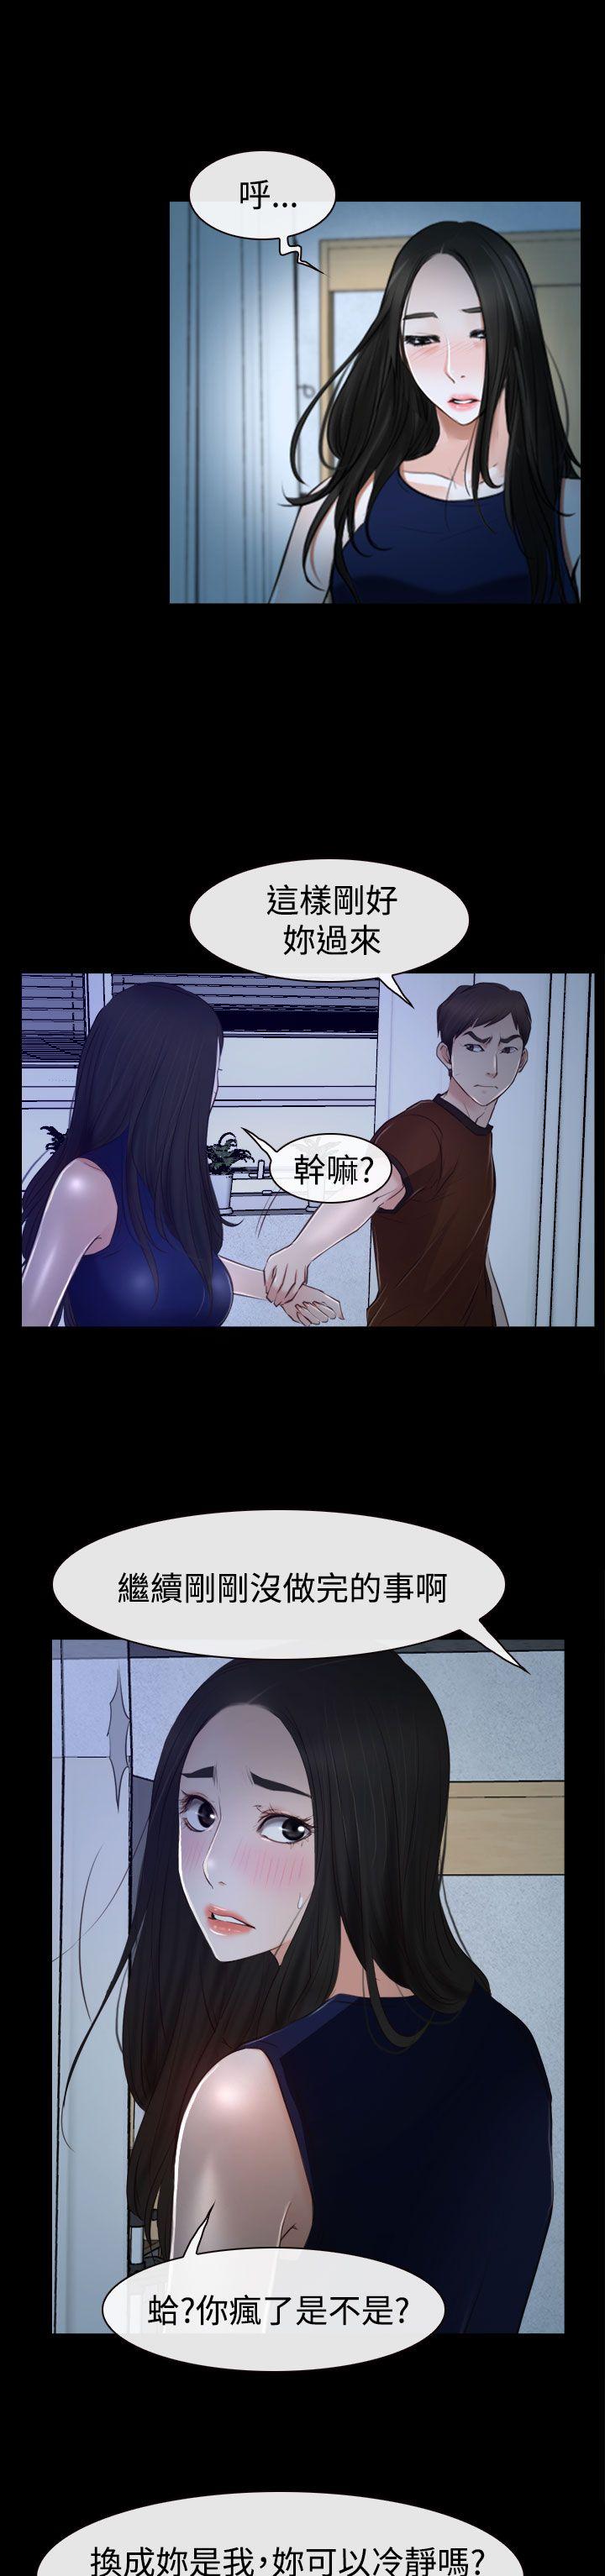 呼...
這樣剛好
妳過來
幹嘛?
繼續剛剛沒做完的事啊
蛤?你瘋了是不是?
換成妳是我,妳可以冷靜嗎?